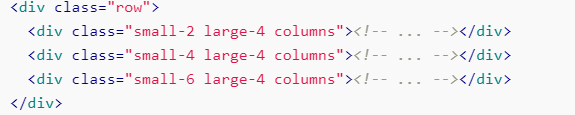 <div class="row">
  <div class="small-2 large-4 columns"><!-- ... --></div>
  <div class="small-4 large-4 columns"><!-- ... --></div>
  <div class="small-6 large-4 columns"><!-- ... --></div>
</div>